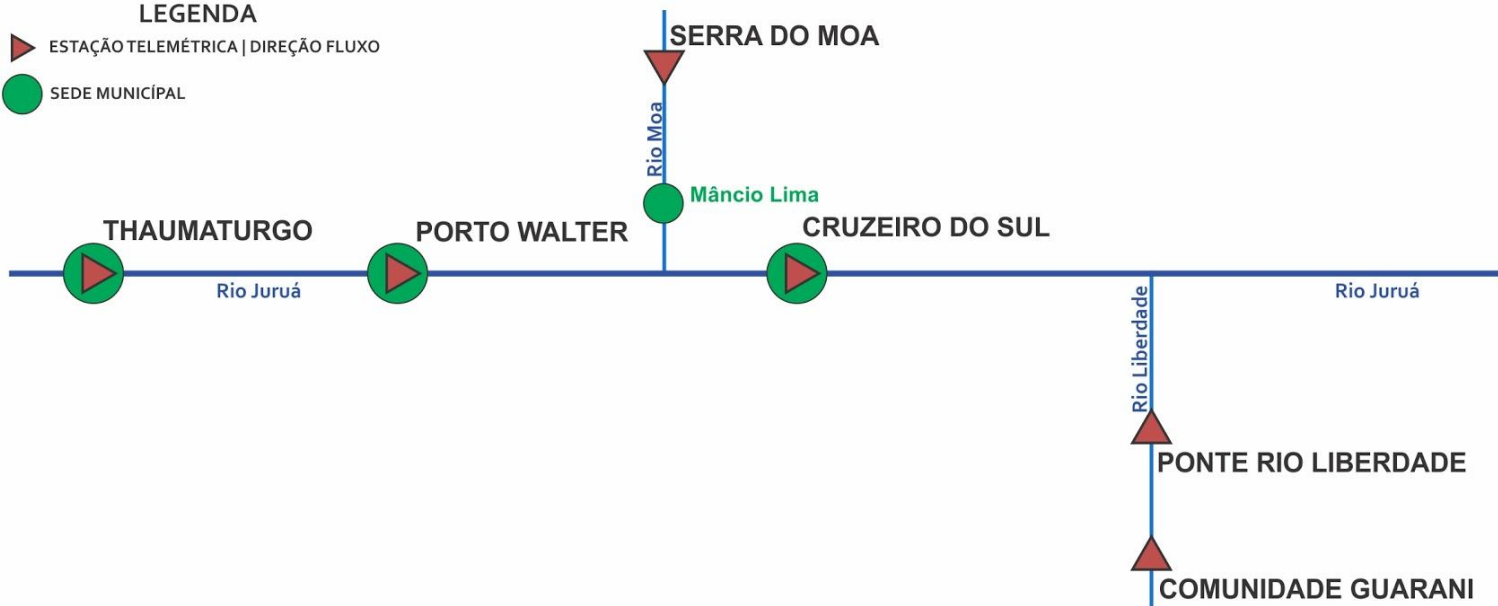 LEGENDA
ESTAÇÃO TELEMÉTRICA | DIREÇÃO FLUXO
SEDE MUNICÍPAL
SERRA DO MOA
Rio Moa
Mâncio Lima
THAUMATURGO
PORTO WALTER
CRUZEIRO DO SUL
Rio Juruá
Rio Juruá
Rio Liberdade
PONTE RIO LIBERDADE
COMUNIDADE GUARANI